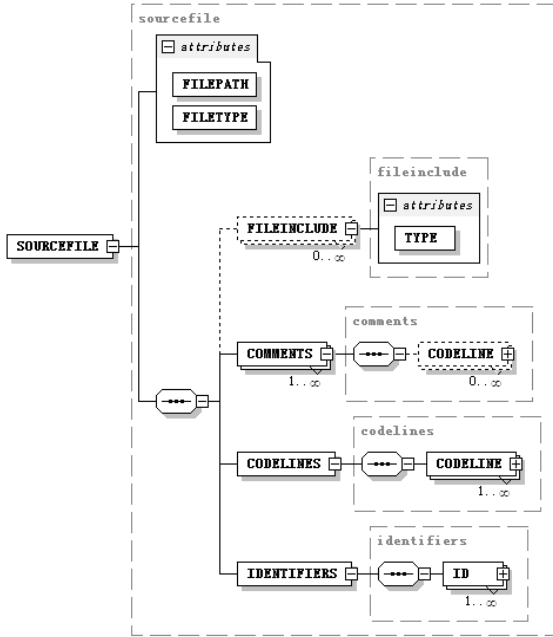 sourcefile
attributes
FILEPATH
FILETYPE
fileinclude
attributes
FILEINCLUDE
TYPE
0..∞
SOURCEFILE
comments
COMMENTS
CODELINE
1..∞
0..∞
codelines
CODELINES
CODELINE
1..∞
identifiers
IDENTIFIERS
ID
1..∞